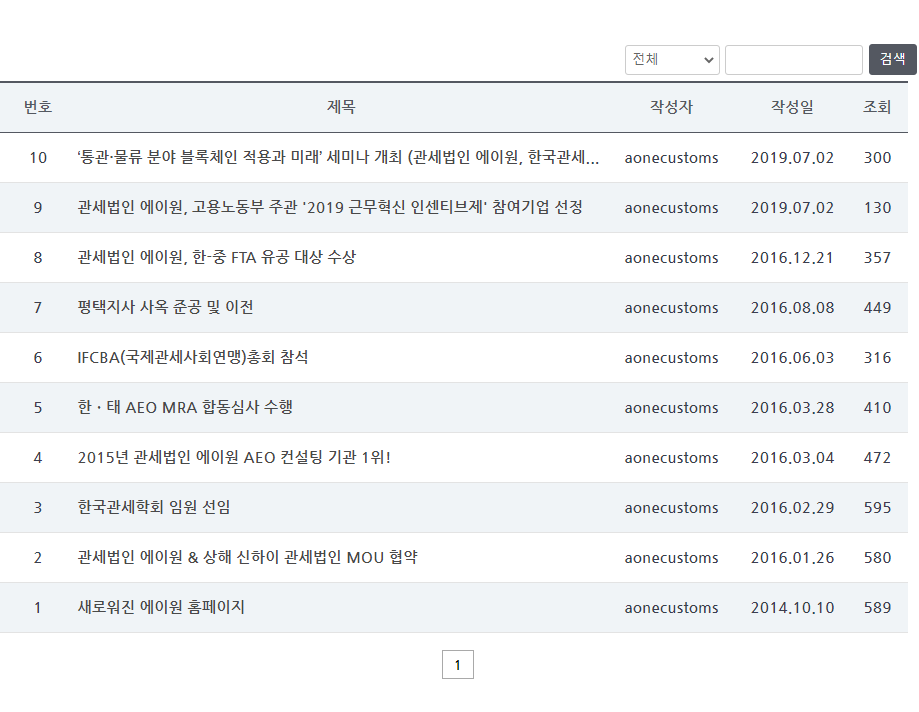 전체 검색
번호 제목 작성자 작성일 조회
10 ‘통관·물류 분야 블록체인 적용과 미래’ 세미나 개최 (관세법인 에이원, 한국관세... aonecustoms 2019.07.02 300
9 관세법인 에이원, 고용노동부 주관 '2019 근무혁신 인센티브제' 참여기업 선정 aonecustoms 2019.07.02 130
8 관세법인 에이원, 한-중 FTA 유공 대상 수상 aonecustoms 2016.12.21 357
7 평택지사 사옥 준공 및 이전 aonecustoms 2016.08.08 449
6 IFCBA(국제관세사회연맹)총회 참석 aonecustoms 2016.06.03 316
5 한ㆍ태 AEO MRA 합동심사 수행 aonecustoms 2016.03.28 410
4 2015년 관세법인 에이원 AEO 컨설팅 기관 1위! aonecustoms 2016.03.04 472
3 한국관세학회 임원 선임 aonecustoms 2016.02.29 595
2 관세법인 에이원 & 상해 신하이 관세법인 MOU 협약 aonecustoms 2016.01.26 580
1 새로워진 에이원 홈페이지 aonecustoms 2014.10.10 589
1